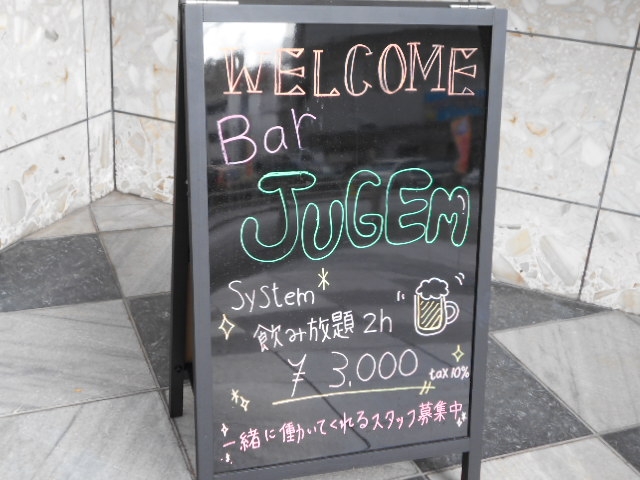 WELCOME
Bar
JUGEM
System
飲み放題 2h
¥ 3,000 tax 10%
一緒に働いてくれるスタッフ募集中